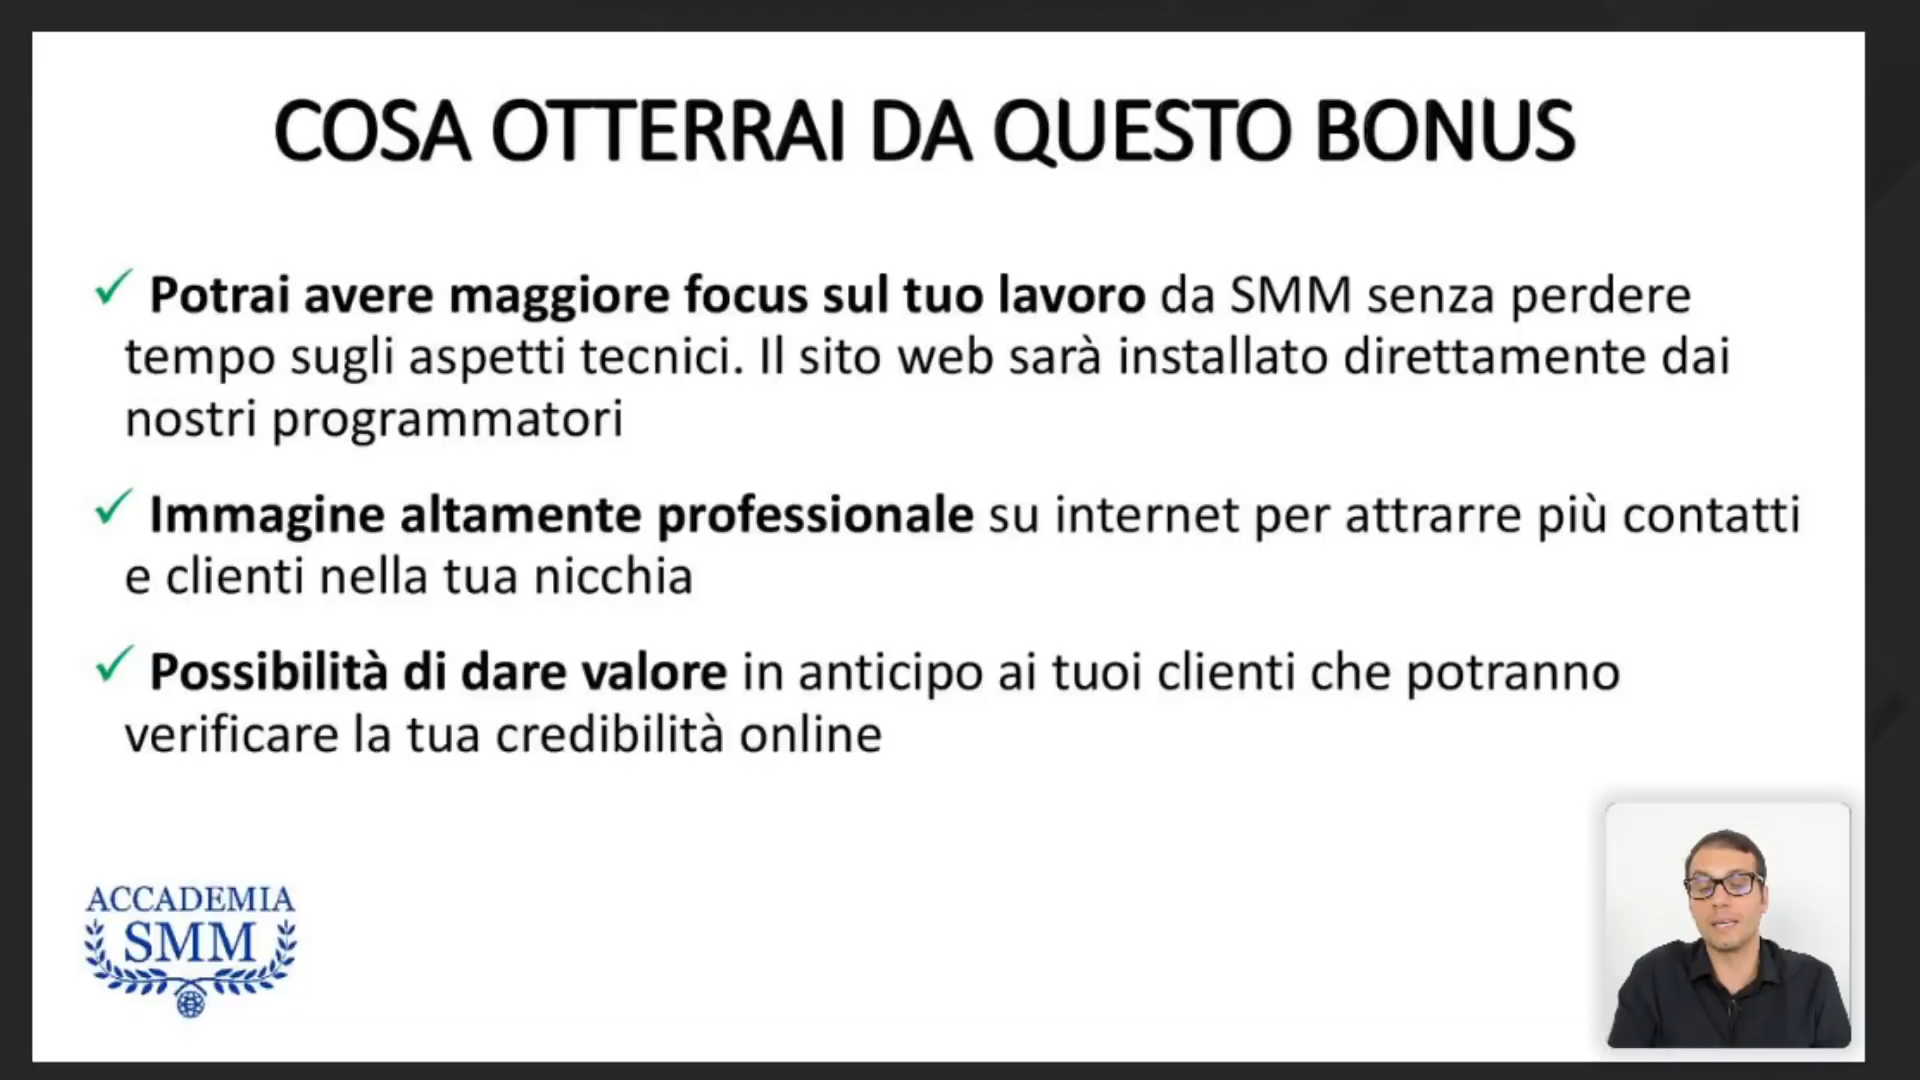 COSA OTTERRAI DA QUESTO BONUS
✓ Potrai avere maggiore focus sul tuo lavoro da SMM senza perdere
tempo sugli aspetti tecnici. Il sito web sarà installato direttamente dai
nostri programmatori
✓ Immagine altamente professionale su internet per attrarre più contatti
e clienti nella tua nicchia
✓ Possibilità di dare valore in anticipo ai tuoi clienti che potranno
verificare la tua credibilità online
ACCADEMIA
SMM